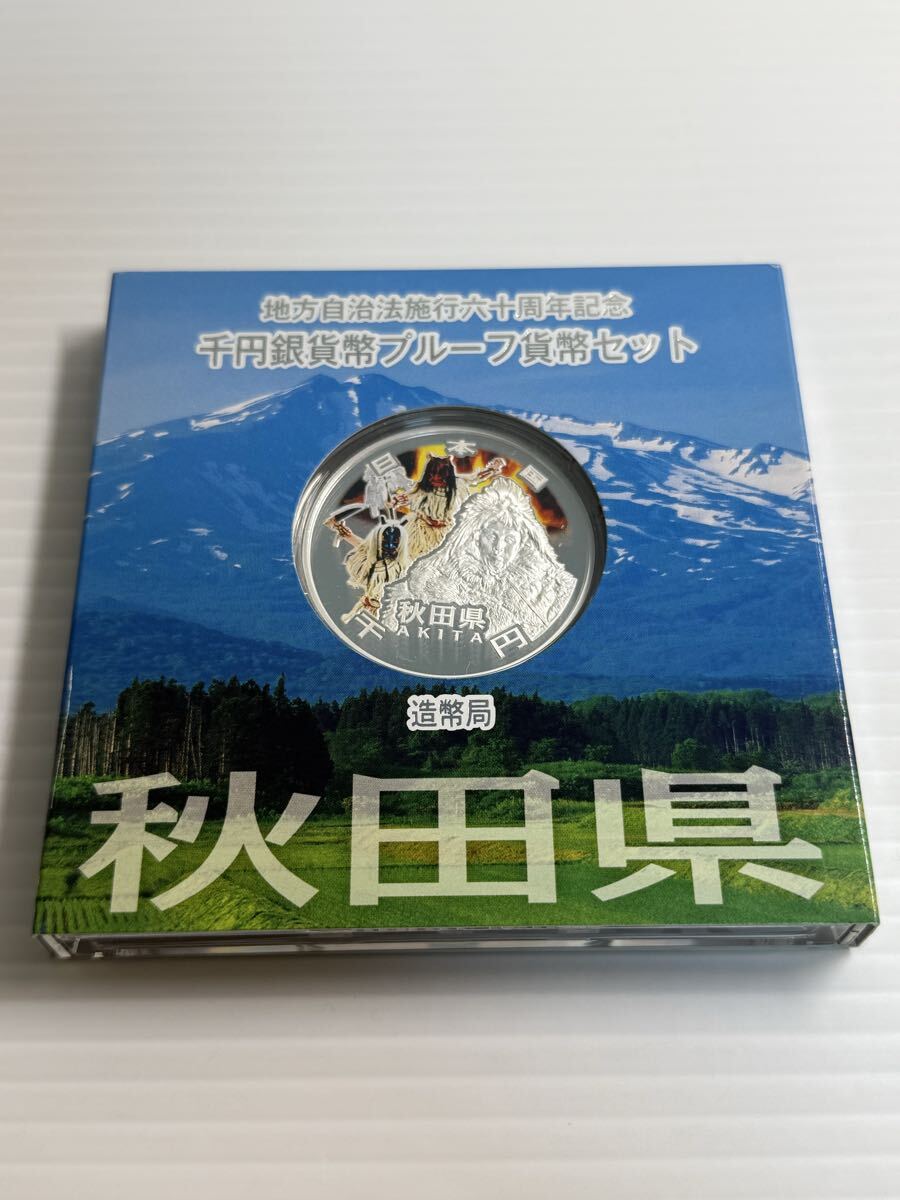 地方自治法施行六十周年記念
千円銀貨幣プルーフ貨幣セット
日本国
秋田県
AKITA
千円
造幣局
秋田県